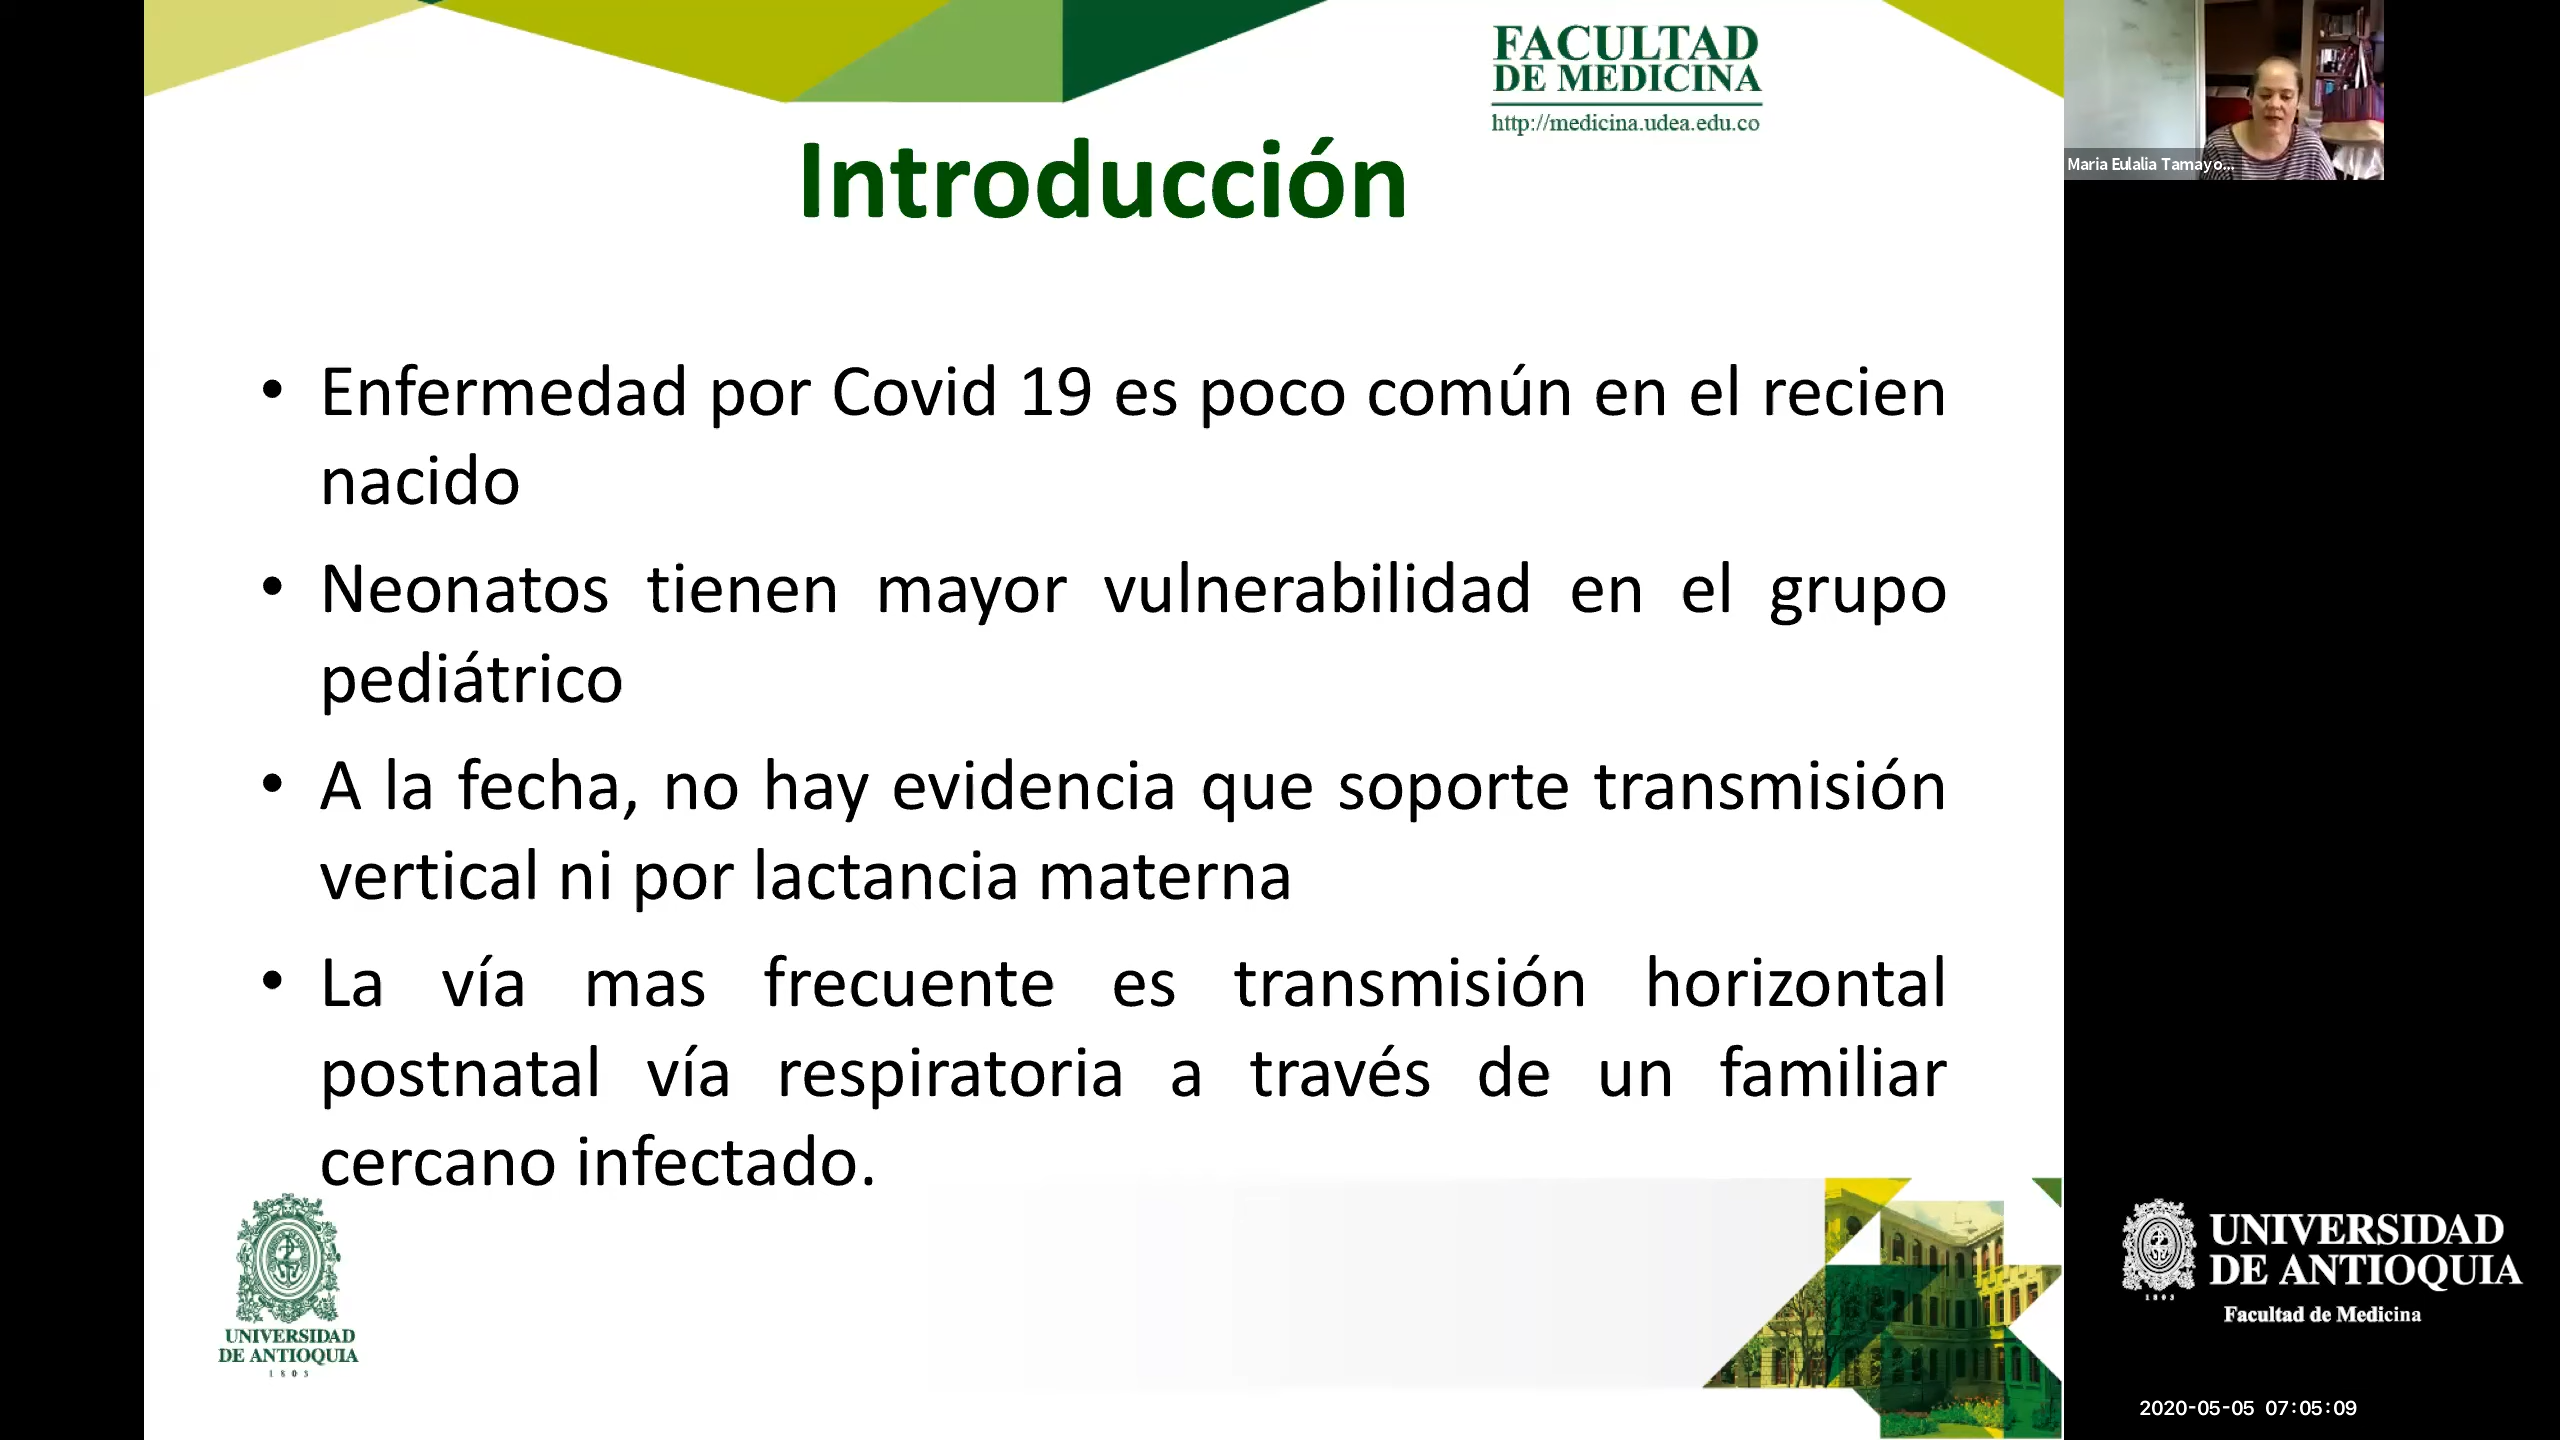 FACULTAD
DE MEDICINA
http://medicina.udea.edu.co
Maria Eulalia Tamayo...
Introducción
• Enfermedad por Covid 19 es poco común en el recien
nacido
• Neonatos tienen mayor vulnerabilidad en el grupo
pediátrico
• A la fecha, no hay evidencia que soporte transmisión
vertical ni por lactancia materna
• La vía mas frecuente es transmisión horizontal
postnatal vía respiratoria a través de un familiar
cercano infectado.
UNIVERSIDAD
DE ANTIOQUIA
1803
UNIVERSIDAD
DE ANTIOQUIA
1803
Facultad de Medicina
2020-05-05 07:05:09